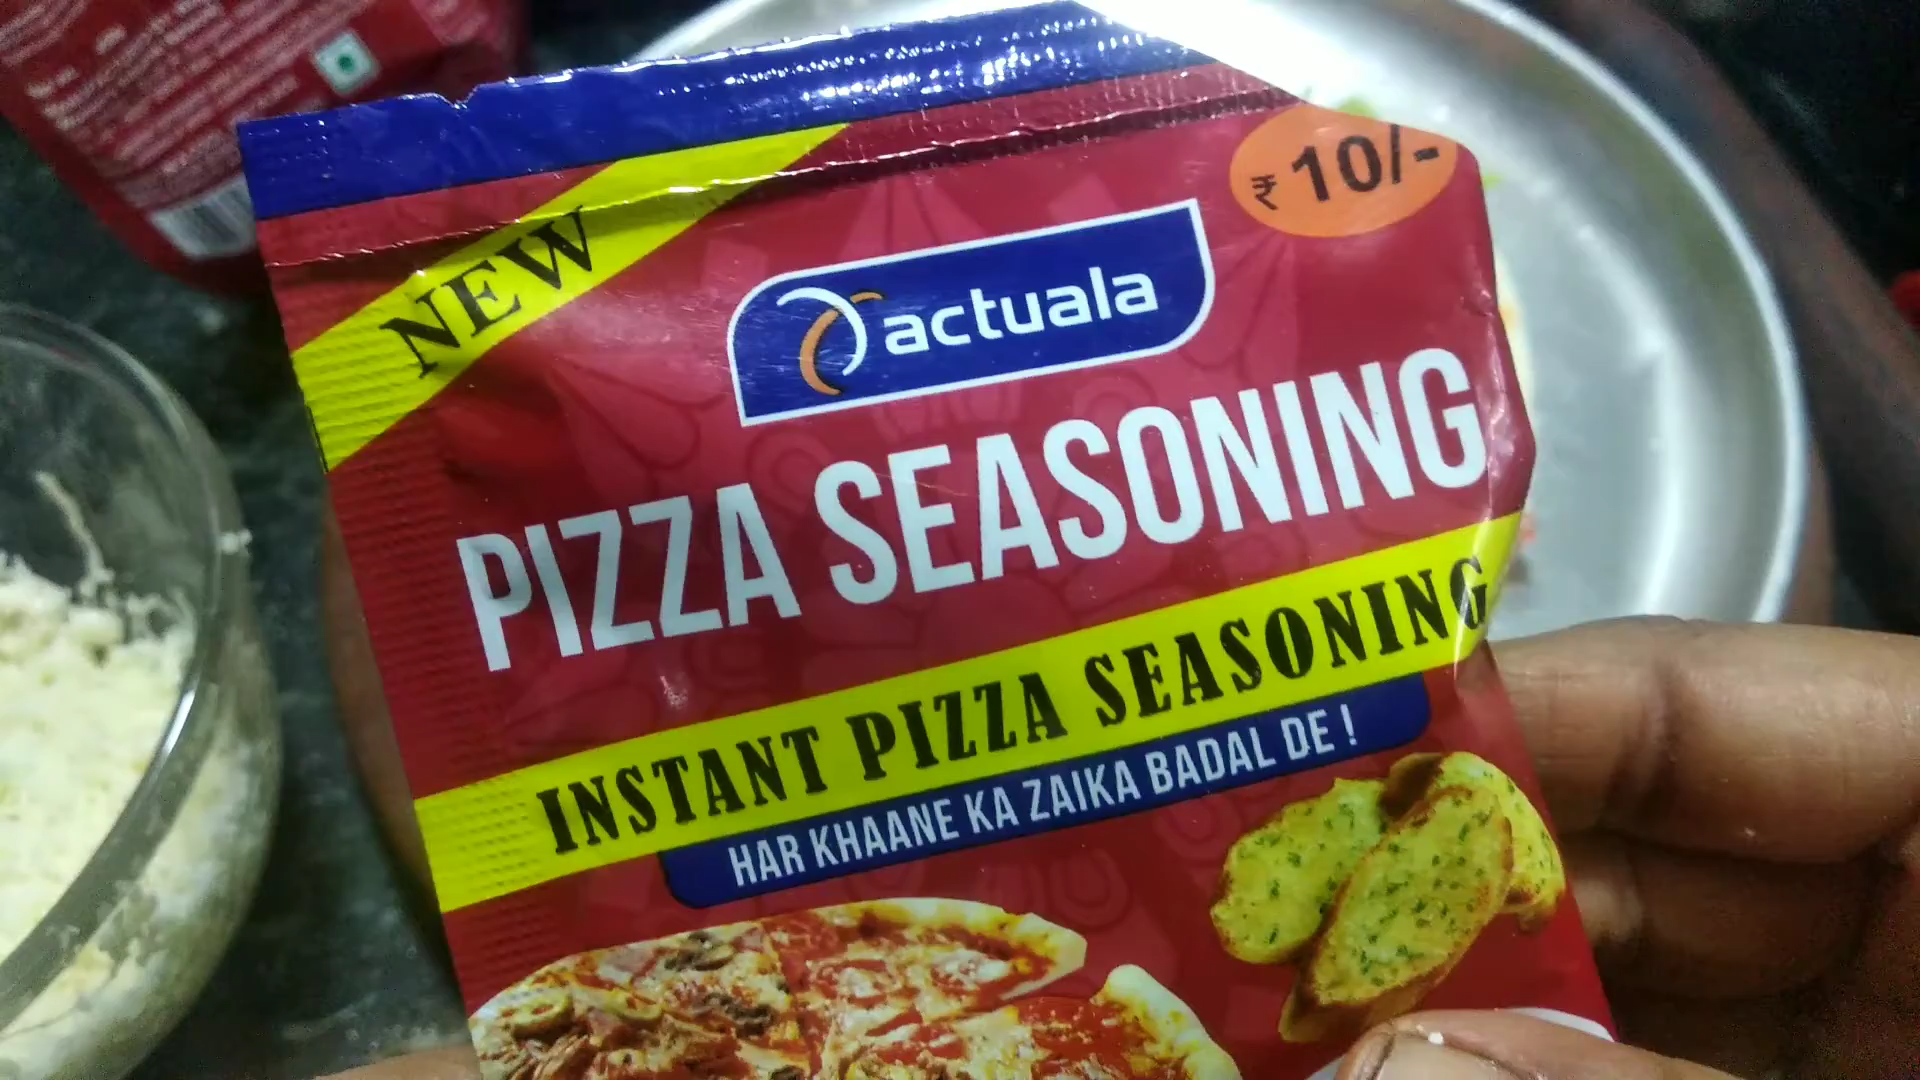 NEW
₹ 10/-
actuala
PIZZA SEASONING
INSTANT PIZZA SEASONING
HAR KHAANE KA ZAIKA BADAL DE !